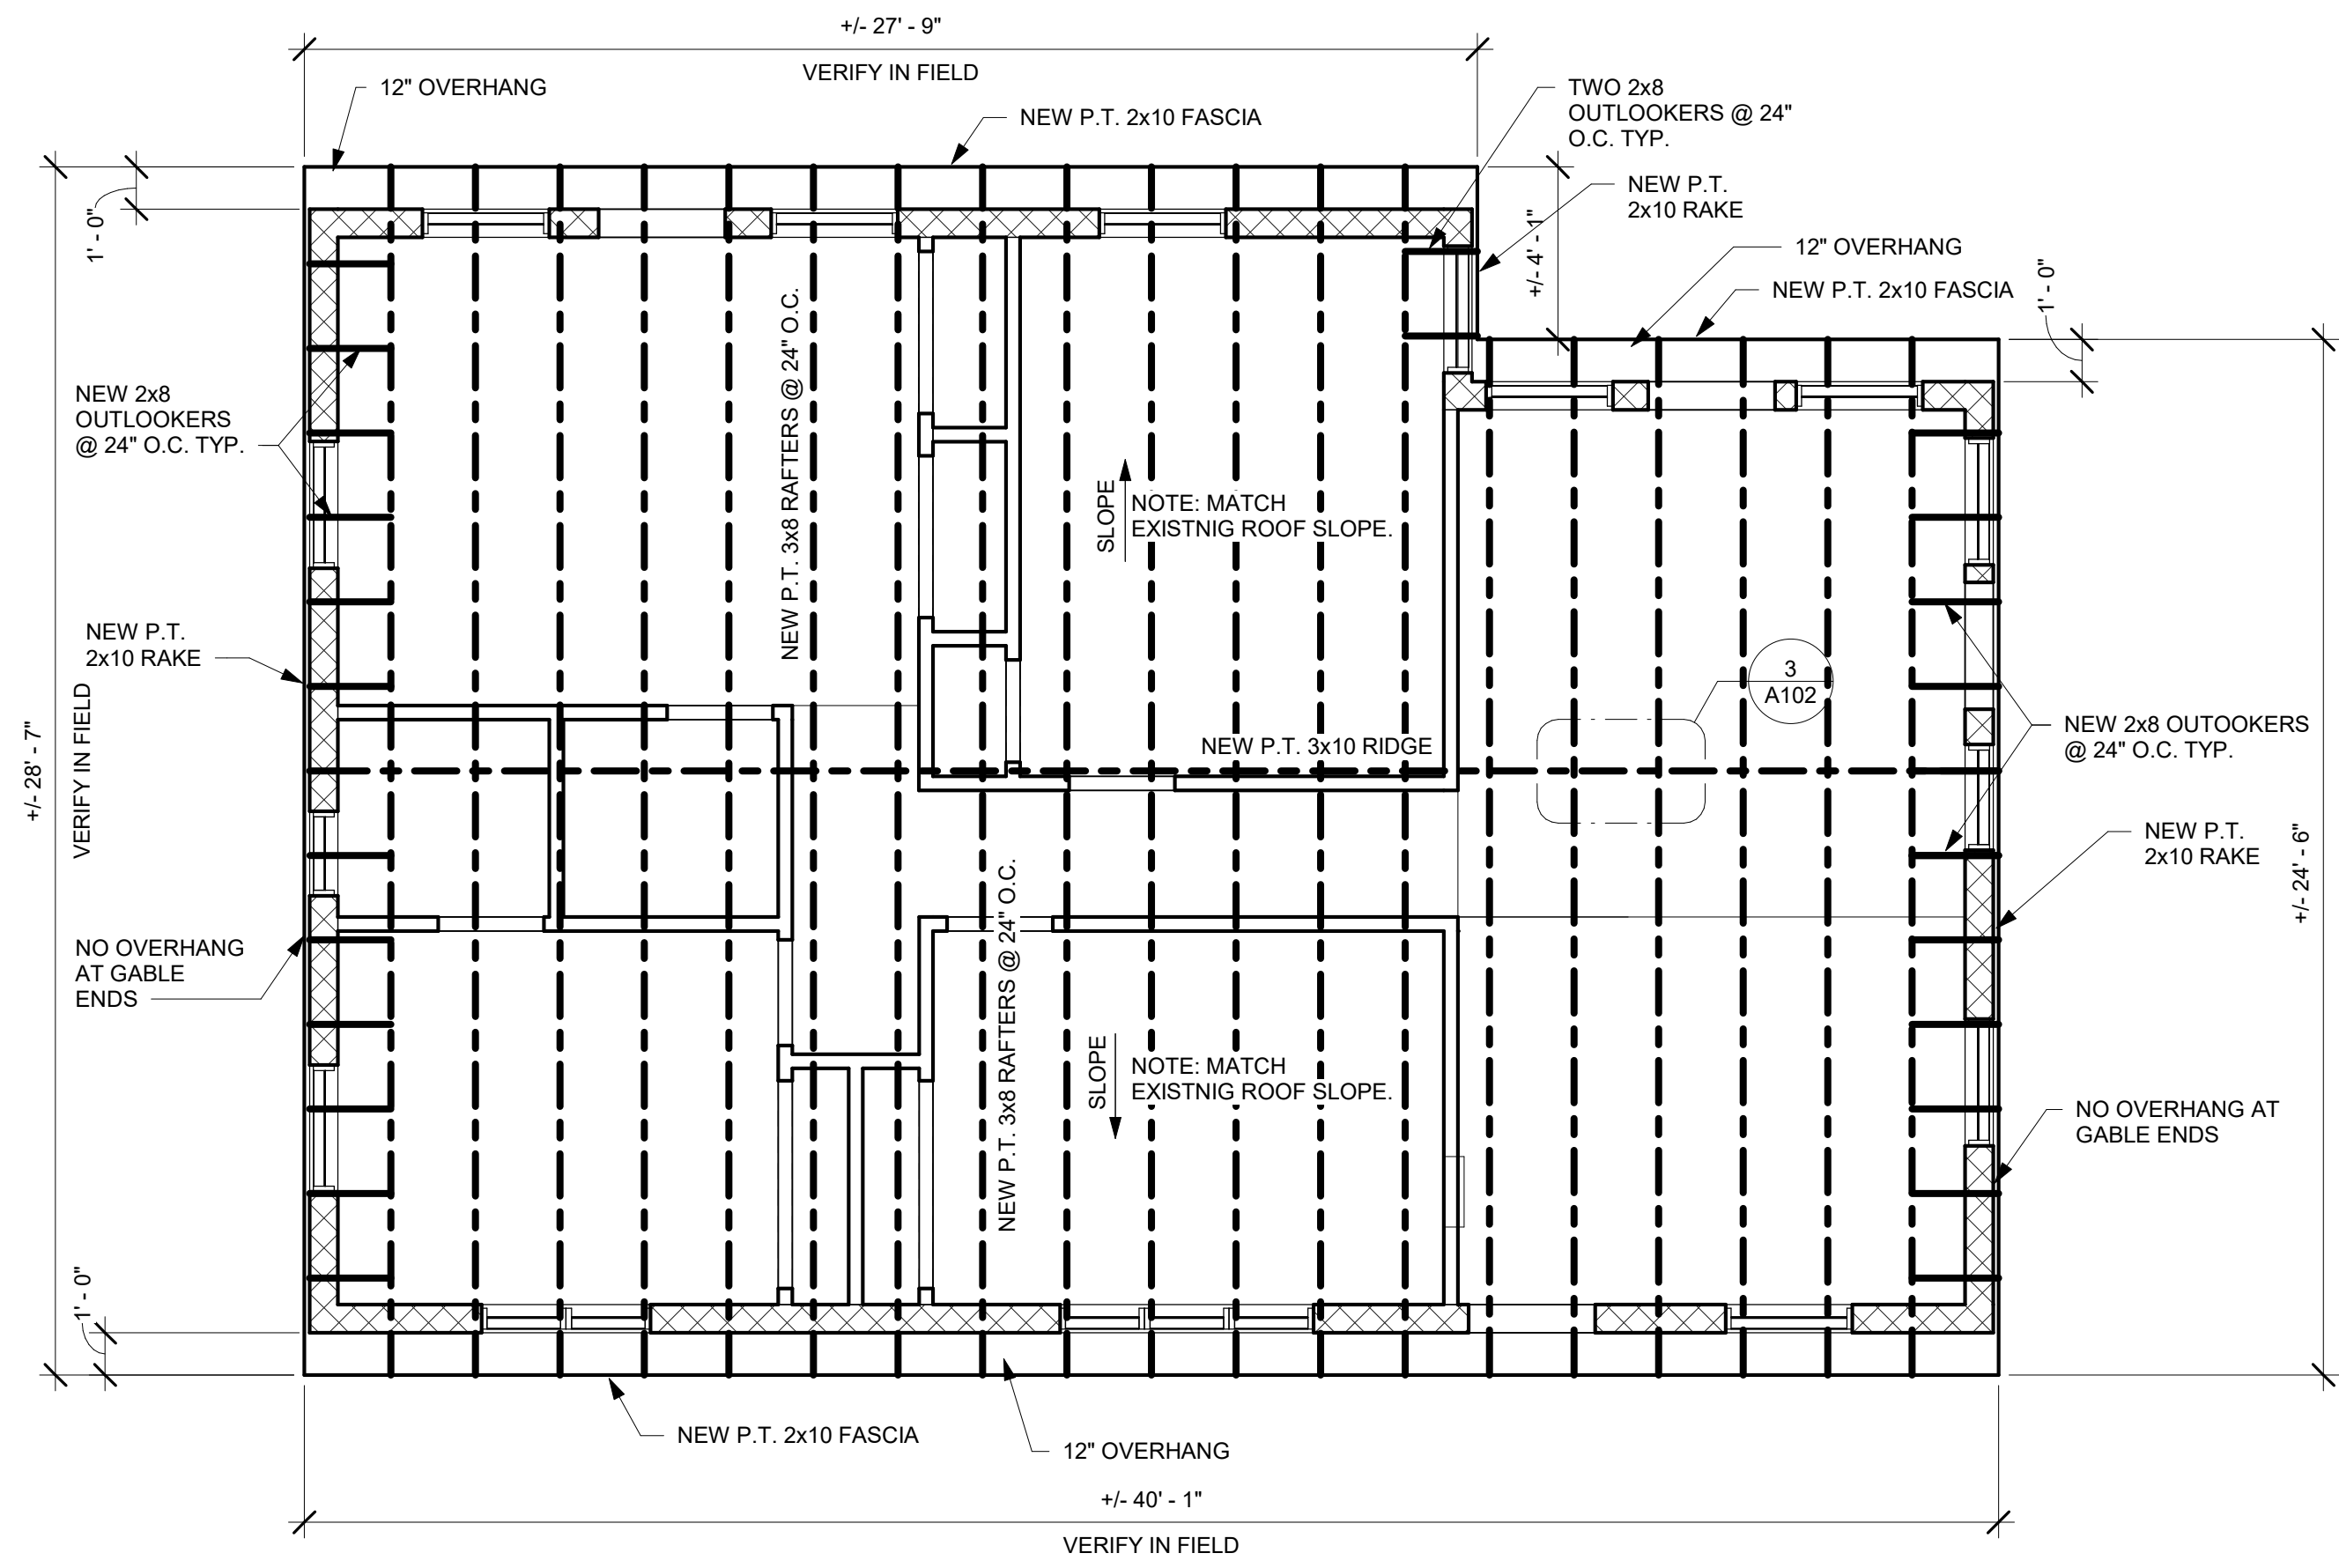 +/- 27' - 9"
VERIFY IN FIELD
12" OVERHANG
NEW P.T. 2x10 FASCIA
TWO 2x8
OUTLOOKERS @ 24"
O.C. TYP.
NEW P.T.
2x10 RAKE
1' - 0"
+/- 4' - 1"
12" OVERHANG
NEW P.T. 2x10 FASCIA
1' - 0"
NEW 2x8
OUTLOOKERS
@ 24" O.C. TYP.
NEW P.T. 3x8 RAFTERS @ 24" O.C.
SLOPE
NOTE: MATCH
EXISTNIG ROOF SLOPE.
NEW P.T.
2x10 RAKE
3
A102
NEW P.T. 3x10 RIDGE
NEW 2x8 OUTOOKERS
@ 24" O.C. TYP.
+/- 28' - 7"
VERIFY IN FIELD
NEW P.T.
2x10 RAKE
+/- 24' - 6"
NO OVERHANG
AT GABLE
ENDS
NEW P.T. 3x8 RAFTERS @ 24" O.C.
SLOPE
NOTE: MATCH
EXISTNIG ROOF SLOPE.
NO OVERHANG AT
GABLE ENDS
1' - 0"
NEW P.T. 2x10 FASCIA
12" OVERHANG
+/- 40' - 1"
VERIFY IN FIELD